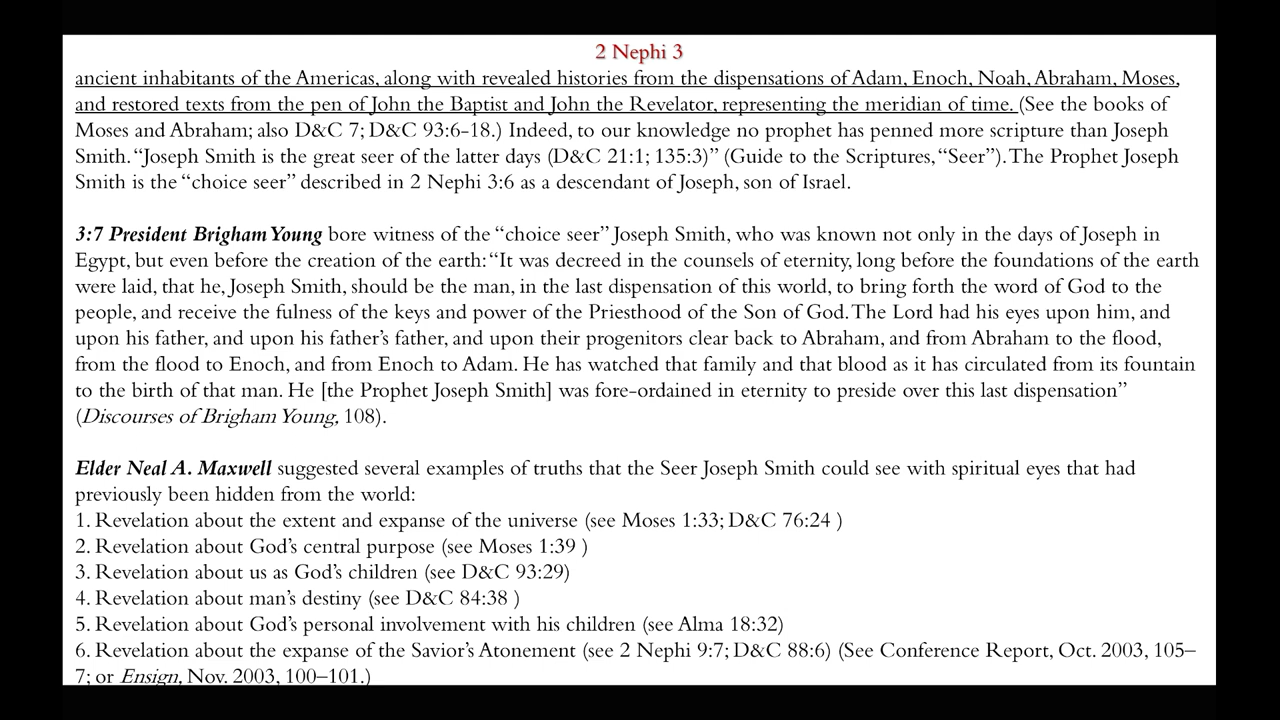 2 Nephi 3
ancient inhabitants of the Americas, along with revealed histories from the dispensations of Adam, Enoch, Noah, Abraham, Moses,
and restored texts from the pen of John the Baptist and John the Revelator, representing the meridian of time. (See the books of
Moses and Abraham; also D&C 7; D&C 93:6-18.) Indeed, to our knowledge no prophet has penned more scripture than Joseph
Smith. “Joseph Smith is the great seer of the latter days (D&C 21:1; 135:3)” (Guide to the Scriptures, “Seer”). The Prophet Joseph
Smith is the “choice seer” described in 2 Nephi 3:6 as a descendant of Joseph, son of Israel.
3:7 President Brigham Young bore witness of the “choice seer” Joseph Smith, who was known not only in the days of Joseph in
Egypt, but even before the creation of the earth: “It was decreed in the counsels of eternity, long before the foundations of the earth
were laid, that he, Joseph Smith, should be the man, in the last dispensation of this world, to bring forth the word of God to the
people, and receive the fulness of the keys and power of the Priesthood of the Son of God. The Lord had his eyes upon him, and
upon his father, and upon his father’s father, and upon their progenitors clear back to Abraham, and from Abraham to the flood,
from the flood to Enoch, and from Enoch to Adam. He has watched that family and that blood as it has circulated from its fountain
to the birth of that man. He [the Prophet Joseph Smith] was fore-ordained in eternity to preside over this last dispensation”
(Discourses of Brigham Young, 108).
Elder Neal A. Maxwell suggested several examples of truths that the Seer Joseph Smith could see with spiritual eyes that had
previously been hidden from the world:
1. Revelation about the extent and expanse of the universe (see Moses 1:33; D&C 76:24 )
2. Revelation about God’s central purpose (see Moses 1:39 )
3. Revelation about us as God’s children (see D&C 93:29)
4. Revelation about man’s destiny (see D&C 84:38 )
5. Revelation about God’s personal involvement with his children (see Alma 18:32)
6. Revelation about the expanse of the Savior’s Atonement (see 2 Nephi 9:7; D&C 88:6) (See Conference Report, Oct. 2003, 105–
7; or Ensign, Nov. 2003, 100–101.)